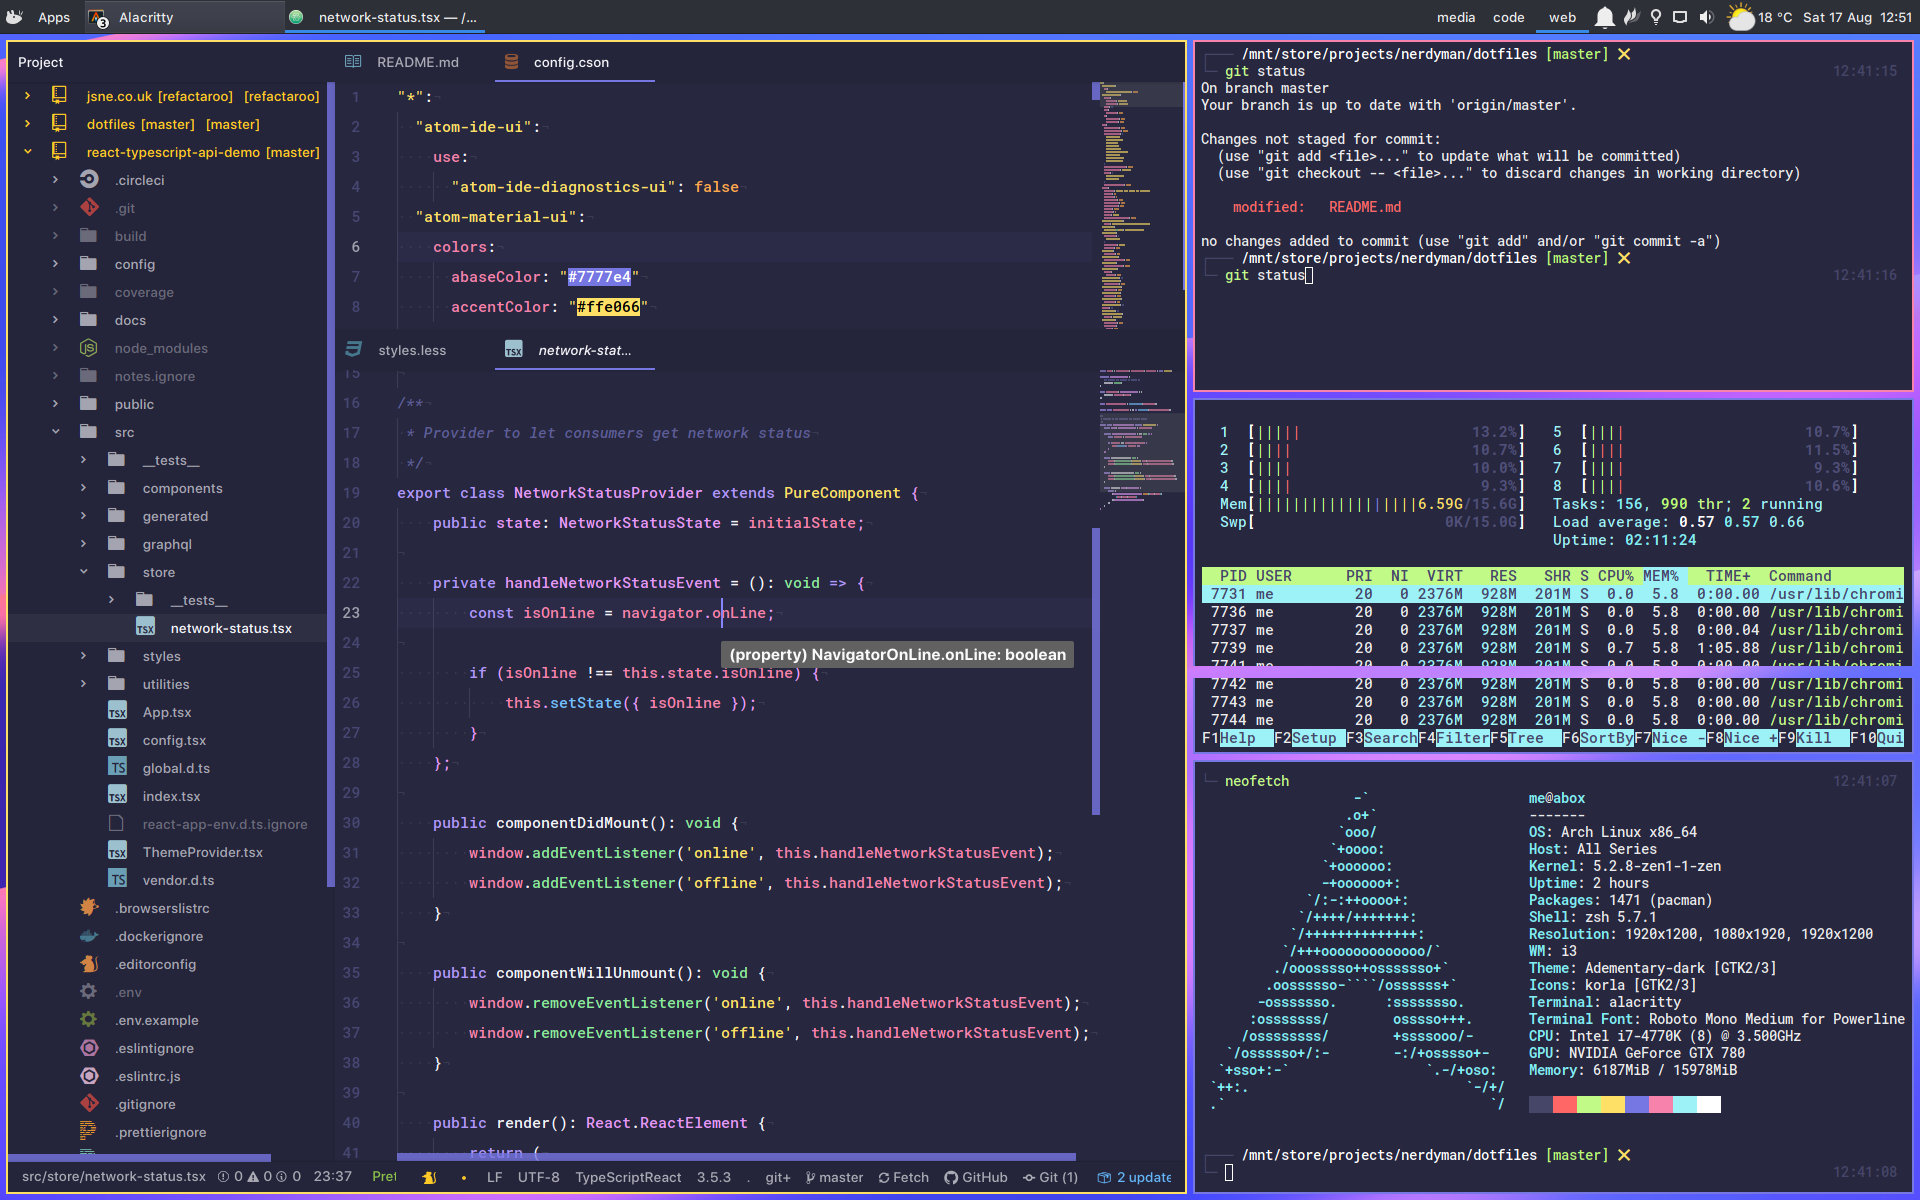 Apps
3
Alacritty
network-status.tsx — /...
media
code
web
18 °C
Sat 17 Aug
12:51
Project
jsne.co.uk [refactaroo] [refactaroo]
dotfiles [master] [master]
react-typescript-api-demo [master]
.circleci
.git
build
config
coverage
docs
node_modules
notes.ignore
public
src
__tests__
components
generated
graphql
store
__tests__
network-status.tsx
styles
utilities
App.tsx
config.tsx
global.d.ts
index.tsx
react-app-env.d.ts.ignore
ThemeProvider.tsx
vendor.d.ts
.browserslistrc
.dockerignore
.editorconfig
.env
.env.example
.eslintignore
.eslintrc.js
.gitignore
.prettierignore
README.md
config.cson
1 "*":
2 "atom-ide-ui":
3 use:
4 "atom-ide-diagnostics-ui": false
5 "atom-material-ui":
6 colors:
7 abaseColor: "#7777e4"
8 accentColor: "#ffe066"
styles.less
TSX network-stat...
15
16 /**
17 * Provider to let consumers get network status
18 */
19 export class NetworkStatusProvider extends PureComponent {
20 public state: NetworkStatusState = initialState;
21
22 private handleNetworkStatusEvent = (): void => {
23 const isOnline = navigator.onLine;
24
(property) NavigatorOnLine.onLine: boolean
25 if (isOnline !== this.state.isOnline) {
26 this.setState({ isOnline });
27 }
28 };
29
30 public componentDidMount(): void {
31 window.addEventListener('online', this.handleNetworkStatusEvent);
32 window.addEventListener('offline', this.handleNetworkStatusEvent);
33 }
34
35 public componentWillUnmount(): void {
36 window.removeEventListener('online', this.handleNetworkStatusEvent);
37 window.removeEventListener('offline', this.handleNetworkStatusEvent);
38 }
39
40 public render(): React.ReactElement {
41 return (
src/store/network-status.tsx 0 0 0 23:37 Pret LF UTF-8 TypeScriptReact 3.5.3 . git+ master Fetch GitHub Git (1) 2 update
/mnt/store/projects/nerdyman/dotfiles [master]
git status 12:41:15
On branch master
Your branch is up to date with 'origin/master'.
Changes not staged for commit:
(use "git add <file>..." to update what will be committed)
(use "git checkout -- <file>..." to discard changes in working directory)
modified: README.md
no changes added to commit (use "git add" and/or "git commit -a")
/mnt/store/projects/nerdyman/dotfiles [master]
git status 12:41:16
1 [||||| 13.2%] 5 [|||| 10.7%]
2 [|||| 10.7%] 6 [|||| 11.5%]
3 [|||| 10.0%] 7 [|||| 9.3%]
4 [|||| 9.3%] 8 [|||| 10.6%]
Mem[||||||||||||||||||6.59G/15.6G] Tasks: 156, 990 thr; 2 running
Swp[ 0K/15.0G] Load average: 0.57 0.57 0.66
Uptime: 02:11:24
PID USER PRI NI VIRT RES SHR S CPU% MEM% TIME+ Command
7731 me 20 0 2376M 928M 201M S 0.0 5.8 0:00.00 /usr/lib/chromi
7736 me 20 0 2376M 928M 201M S 0.0 5.8 0:00.00 /usr/lib/chromi
7737 me 20 0 2376M 928M 201M S 0.0 5.8 0:00.04 /usr/lib/chromi
7739 me 20 0 2376M 928M 201M S 0.7 5.8 1:05.88 /usr/lib/chromi
7741 me 20 0 2376M 928M 201M S 0.0 5.8 0:00.00 /usr/lib/chromi
7742 me 20 0 2376M 928M 201M S 0.0 5.8 0:00.00 /usr/lib/chromi
7743 me 20 0 2376M 928M 201M S 0.0 5.8 0:00.00 /usr/lib/chromi
7744 me 20 0 2376M 928M 201M S 0.0 5.8 0:00.00 /usr/lib/chromi
F1Help F2Setup F3SearchF4FilterF5Tree F6SortByF7Nice -F8Nice +F9Kill F10Qui
neofetch 12:41:07
me@abox
-------
OS: Arch Linux x86_64
Host: All Series
Kernel: 5.2.8-zen1-1-zen
Uptime: 2 hours
Packages: 1471 (pacman)
Shell: zsh 5.7.1
Resolution: 1920x1200, 1080x1920, 1920x1200
WM: i3
Theme: Adementary-dark [GTK2/3]
Icons: korla [GTK2/3]
Terminal: alacritty
Terminal Font: Roboto Mono Medium for Powerline
CPU: Intel i7-4770K (8) @ 3.500GHz
GPU: NVIDIA GeForce GTX 780
Memory: 6187MiB / 15978MiB
/mnt/store/projects/nerdyman/dotfiles [master]
12:41:08